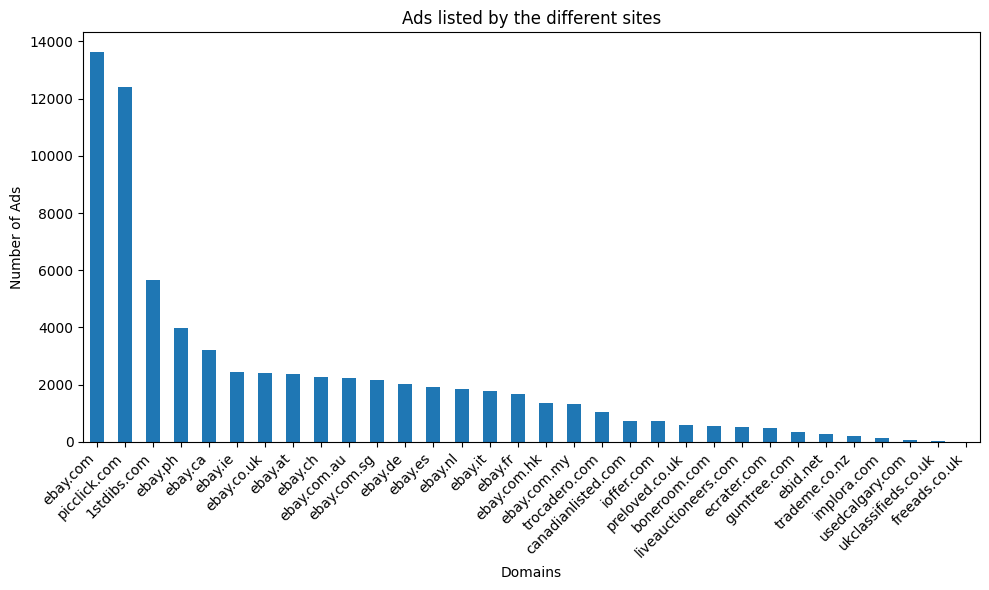 Ads listed by the different sites
Number of Ads
14000
12000
10000
8000
6000
4000
2000
0
ebay.com
picclick.com
1stdibs.com
ebay.ph
ebay.ca
ebay.ie
ebay.co.uk
ebay.at
ebay.ch
ebay.com.au
ebay.com.sg
ebay.de
ebay.es
ebay.nl
ebay.it
ebay.fr
ebay.com.hk
ebay.com.my
trocadero.com
canadianlisted.com
ioffer.com
preloved.co.uk
boneroom.com
liveauctioneers.com
ecrater.com
gumtree.com
ebid.net
trademe.co.nz
implora.com
usedcalgary.com
ukclassifieds.co.uk
freeads.co.uk
Domains